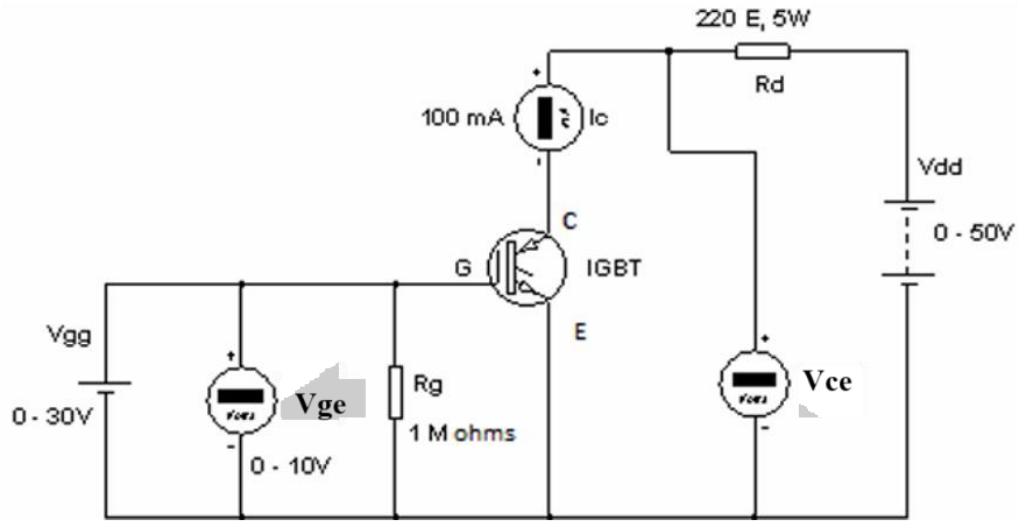 220 E, 5W
Rd
100 mA
Ic
Vdd
0 - 50V
C
G
IGBT
E
Vgg
0 - 30V
Vge
Rg
1 M ohms
0 - 10V
Vce
+
-
+
-
+
-